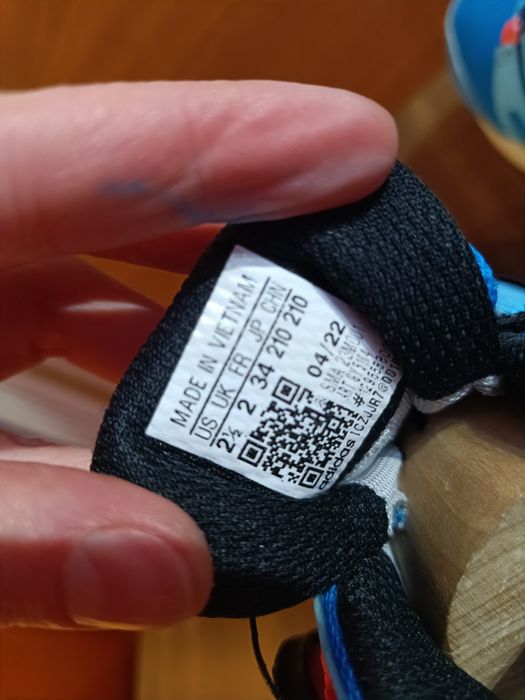 MADE IN VIETNAM
US UK FR JP CHN
2½ 2 34 210 210
04/22
adidas